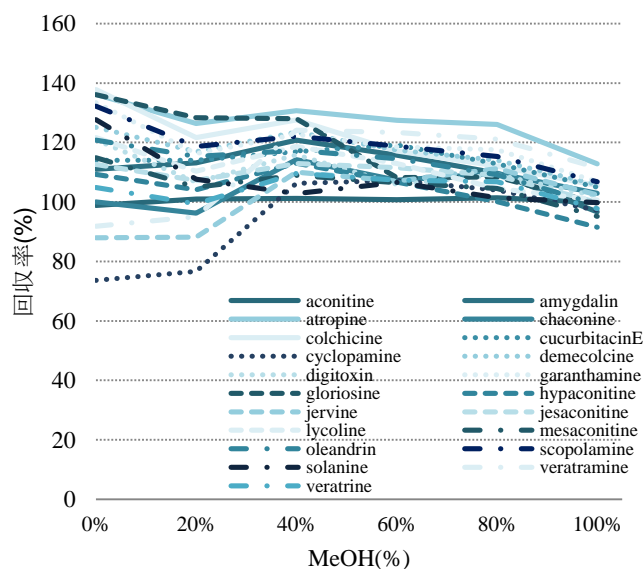 160
140
120
100
80
60
40
20
0
回収率(%)
aconitine amygdalin
atropine chaconine
colchicine cucurbitacinE
cyclopamine demecolcine
digitoxin garanthamine
gloriosine hypaconitine
jervine jesaconitine
lycoline mesaconitine
oleandrin scopolamine
solanine veratramine
veratrine
0% 20% 40% 60% 80% 100%
MeOH(%)